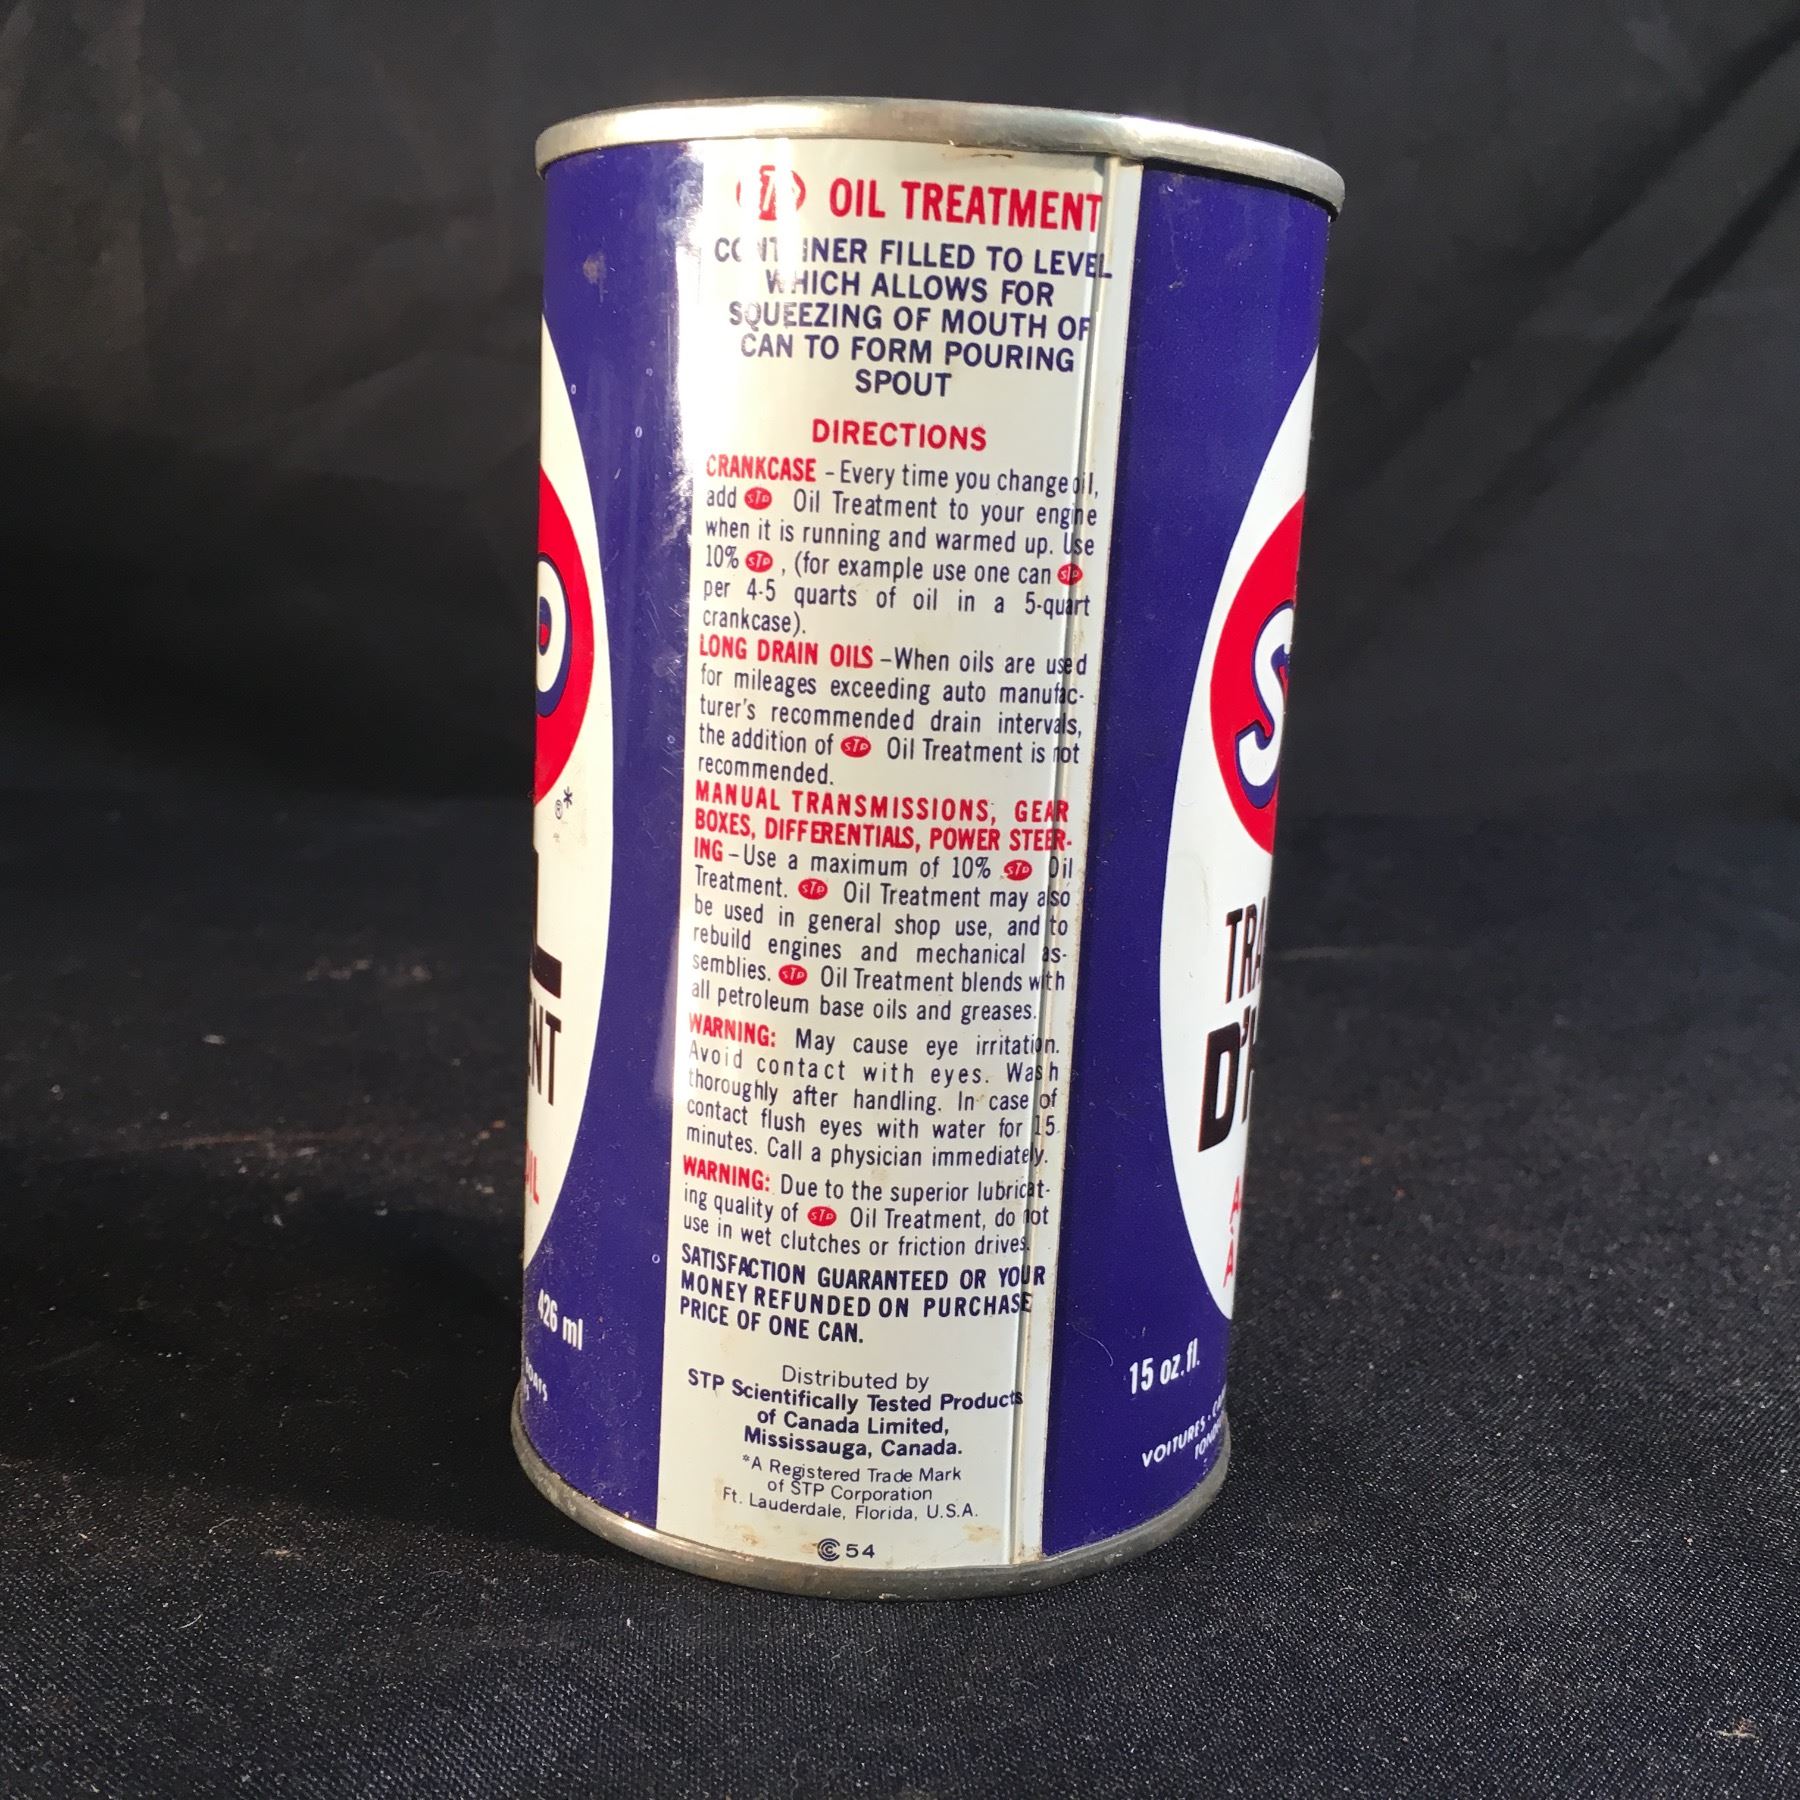 STP OIL TREATMENT
CONTAINER FILLED TO LEVEL
WHICH ALLOWS FOR
SQUEEZING OF MOUTH OF
CAN TO FORM POURING
SPOUT
DIRECTIONS
CRANKCASE – Every time you change oil,
add STP Oil Treatment to your engine
when it is running and warmed up. Use
10% STP , (for example use one can STP
per 4-5 quarts of oil in a 5-quart
crankcase).
LONG DRAIN OILS – When oils are used
for mileages exceeding auto manufac-
turer's recommended drain intervals,
the addition of STP Oil Treatment is not
recommended.
MANUAL TRANSMISSIONS, GEAR
BOXES, DIFFERENTIALS, POWER STEER-
ING – Use a maximum of 10% STP Oil
Treatment. STP Oil Treatment may also
be used in general shop use, and to
rebuild engines and mechanical as-
semblies. STP Oil Treatment blends with
all petroleum base oils and greases.
WARNING: May cause eye irritation.
Avoid contact with eyes. Wash
thoroughly after handling. In case of
contact flush eyes with water for 15
minutes. Call a physician immediately.
WARNING: Due to the superior lubricat-
ing quality of STP Oil Treatment, do not
use in wet clutches or friction drives.
SATISFACTION GUARANTEED OR YOUR
MONEY REFUNDED ON PURCHASE
PRICE OF ONE CAN.
Distributed by
STP Scientifically Tested Products
of Canada Limited,
Mississauga, Canada.
*A Registered Trade Mark
of STP Corporation
Ft. Lauderdale, Florida, U.S.A.
54
®*
426 ml
15 oz.fl.
VOITURES